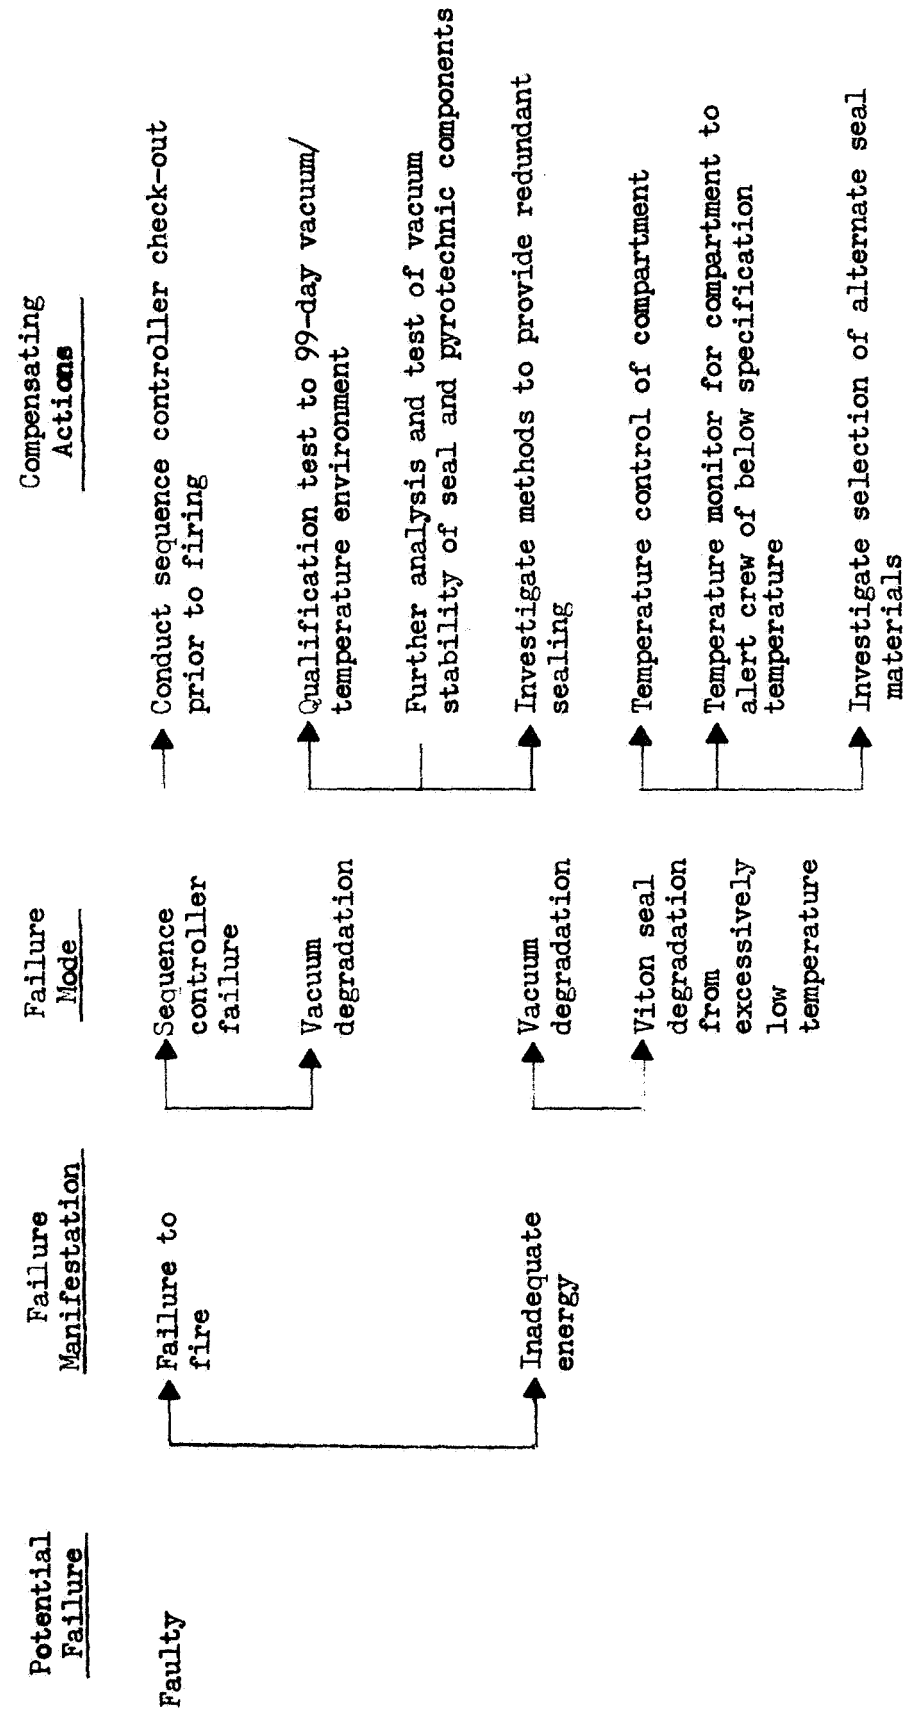 Potential
Failure
Failure
Manifestation
Failure
Mode
Compensating
Actions
Faulty
Failure to
fire
Sequence
controller
failure
Conduct sequence controller check-out
prior to firing
Vacuum
degradation
Qualification test to 99-day vacuum/
temperature environment
Further analysis and test of vacuum
stability of seal and pyrotechnic components
Inadequate
energy
Vacuum
degradation
Investigate methods to provide redundant
sealing
Viton seal
degradation
from
excessively
low
temperature
Temperature control of compartment
Temperature monitor for compartment to
alert crew of below specification
temperature
Investigate selection of alternate seal
materials